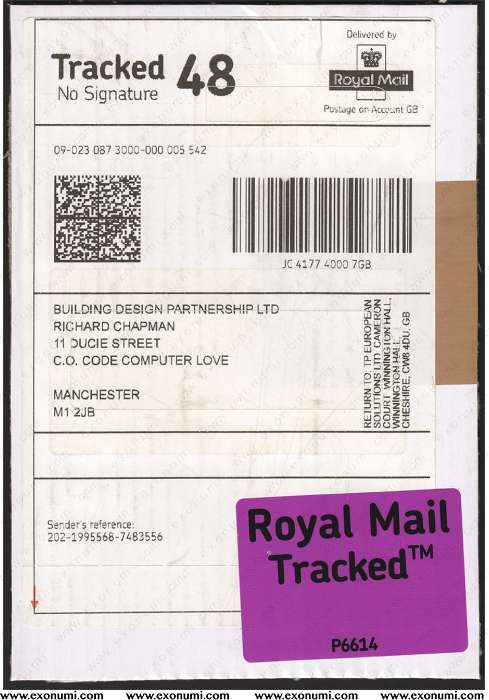 Delivered by
Tracked 48
No Signature
Royal Mail
Postage on Account GB
09-023 087 3000-000 005 542
JC 4177 4000 7GB
BUILDING DESIGN PARTNERSHIP LTD
RICHARD CHAPMAN
11 DUCIE STREET
C.O. CODE COMPUTER LOVE
MANCHESTER
M1 2JB
RETURN TO: TP EUROPEAN
SOLUTIONS LTD. CAMERON
COURT, WINNINGTON HALL,
WINNINGTON HALL,
CHESHIRE, CW8 4DU, GB
Sender's reference:
202-1995568-7483556
Royal Mail
Tracked™
P6614
www.exonumi.com www.exonumi.com www.exonumi.com www.exonumi.com